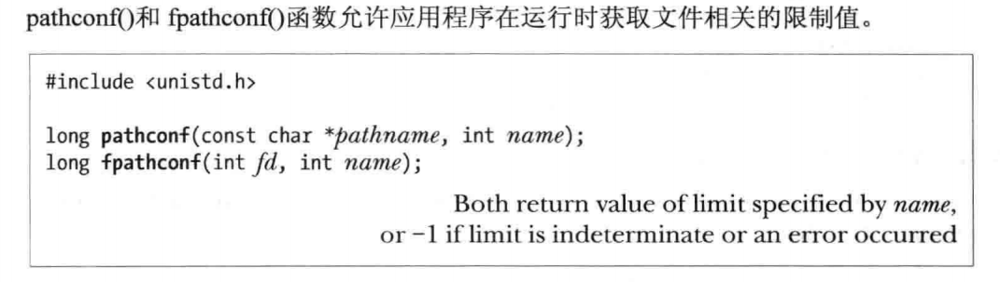 pathconf()和 fpathconf()函数允许应用程序在运行时获取文件相关的限制值。
#include <unistd.h>
long pathconf(const char *pathname, int name);
long fpathconf(int fd, int name);
Both return value of limit specified by name,
or −1 if limit is indeterminate or an error occurred